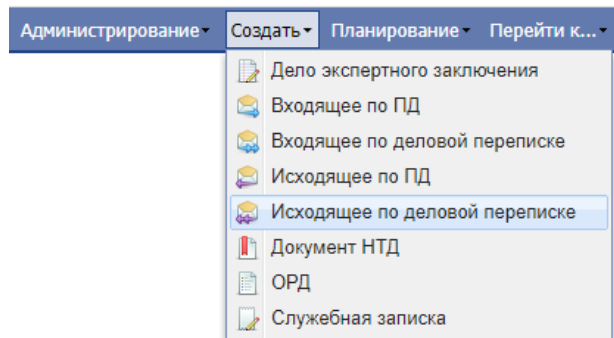 Администрирование Создать Планирование Перейти к...
Дело экспертного заключения
Входящее по ПД
Входящее по деловой переписке
Исходящее по ПД
Исходящее по деловой переписке
Документ НТД
ОРД
Служебная записка